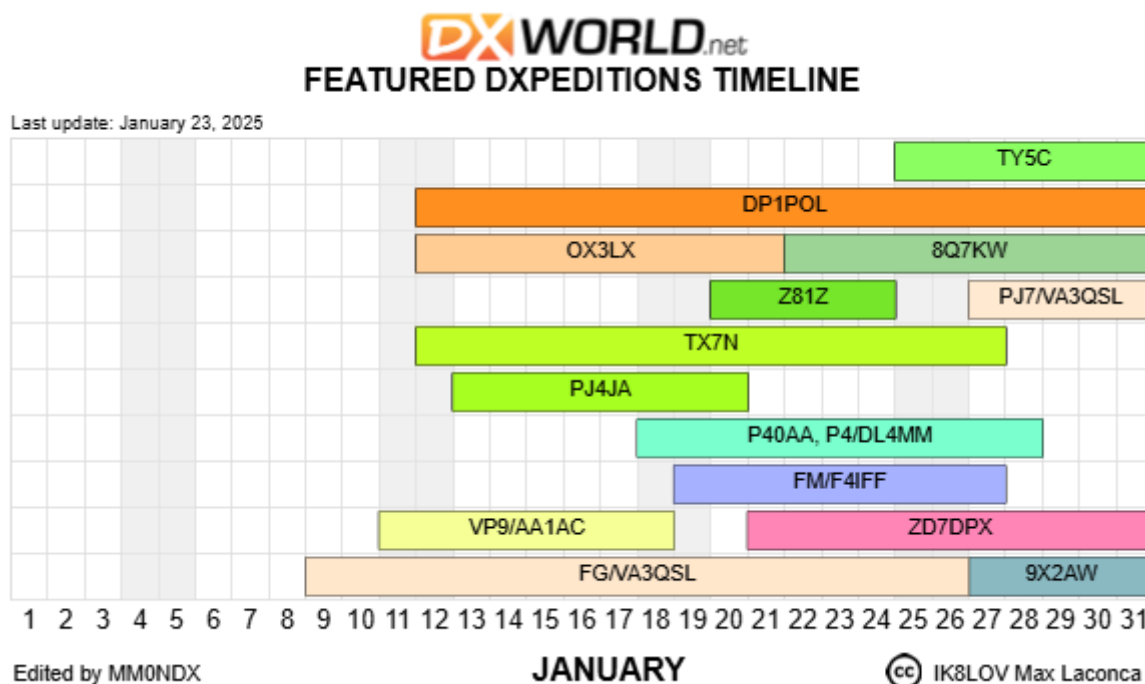 DX WORLD.net
FEATURED DXPEDITIONS TIMELINE
Last update: January 23, 2025
TY5C
DP1POL
OX3LX 8Q7KW
Z81Z PJ7/VA3QSL
TX7N
PJ4JA
P40AA, P4/DL4MM
FM/F4IFF
VP9/AA1AC ZD7DPX
FG/VA3QSL 9X2AW
1 2 3 4 5 6 7 8 9 10 11 12 13 14 15 16 17 18 19 20 21 22 23 24 25 26 27 28 29 30 31
Edited by MM0NDX JANUARY cc IK8LOV Max Laconca